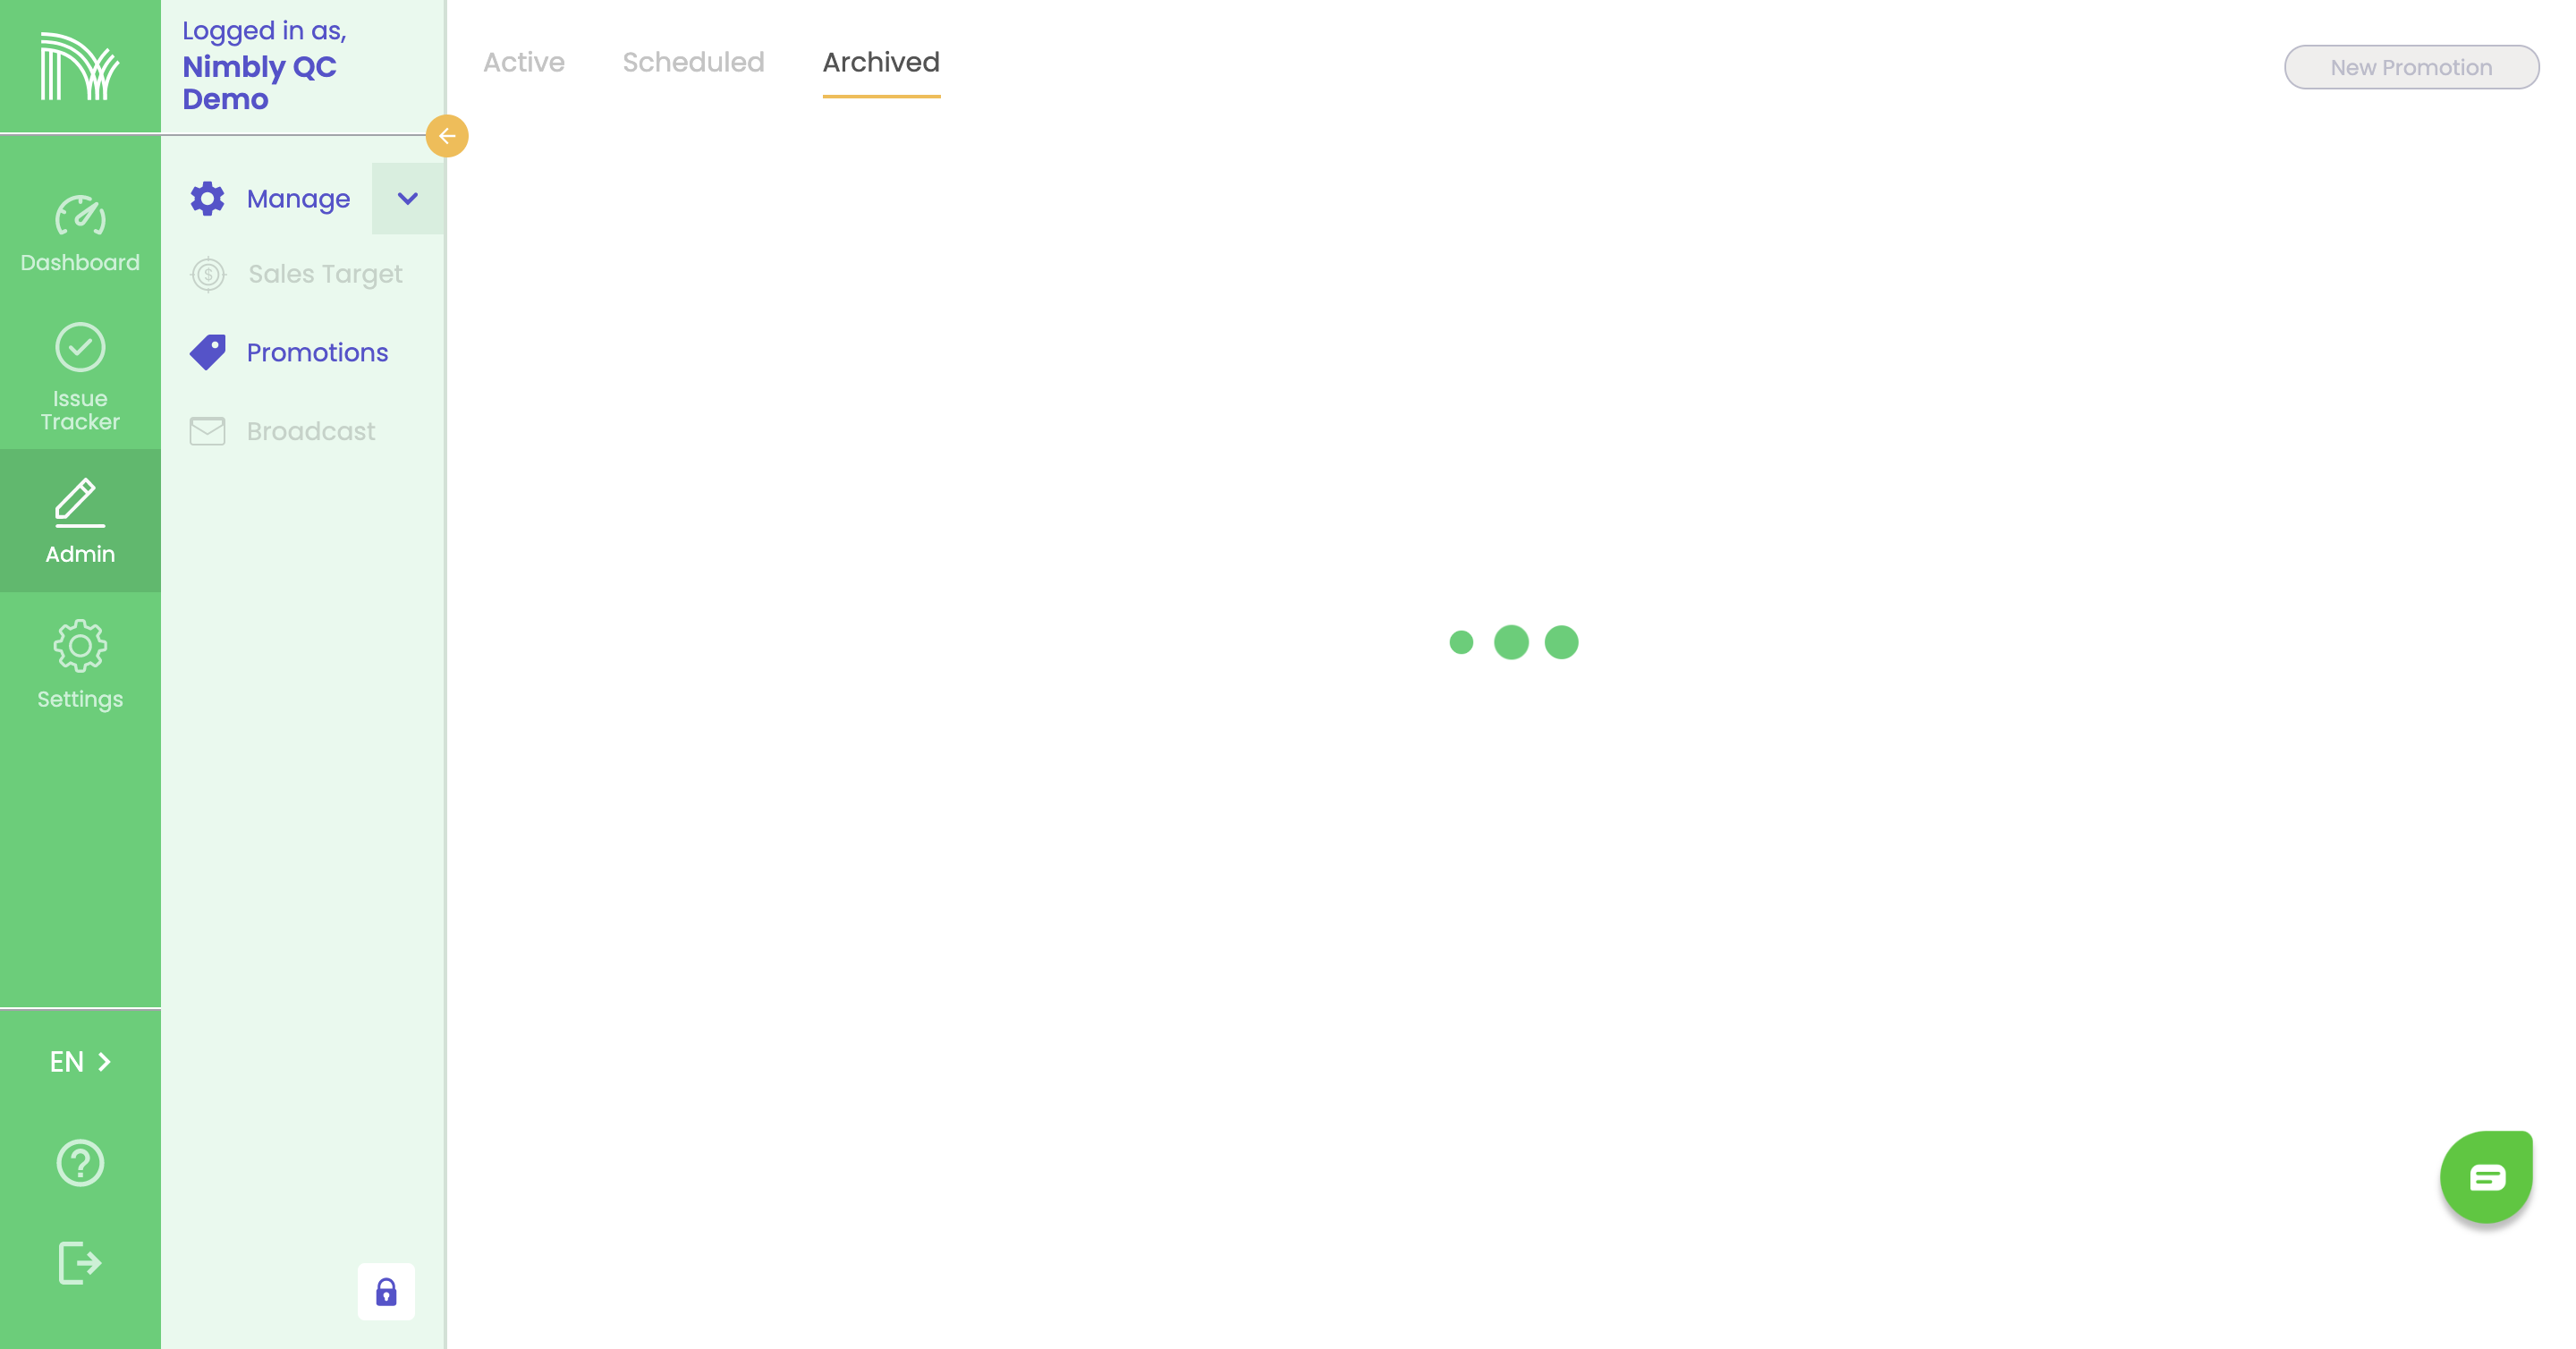 Logged in as,
Nimbly QC
Demo
Active
Scheduled
Archived
New Promotion
Manage
Sales Target
Promotions
Broadcast
Dashboard
Issue
Tracker
Admin
Settings
EN